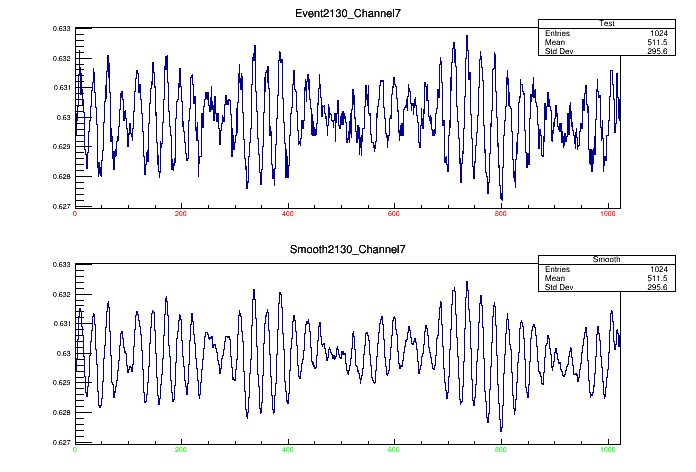 Event2130_Channel7
Test
Entries 1024
Mean 511.5
Std Dev 295.6
0.633
0.632
0.631
0.63
0.629
0.628
0.627
0 200 400 600 800 1000
Smooth2130_Channel7
Smooth
Entries 1024
Mean 511.5
Std Dev 295.6
0.633
0.632
0.631
0.63
0.629
0.628
0.627
0 200 400 600 800 1000